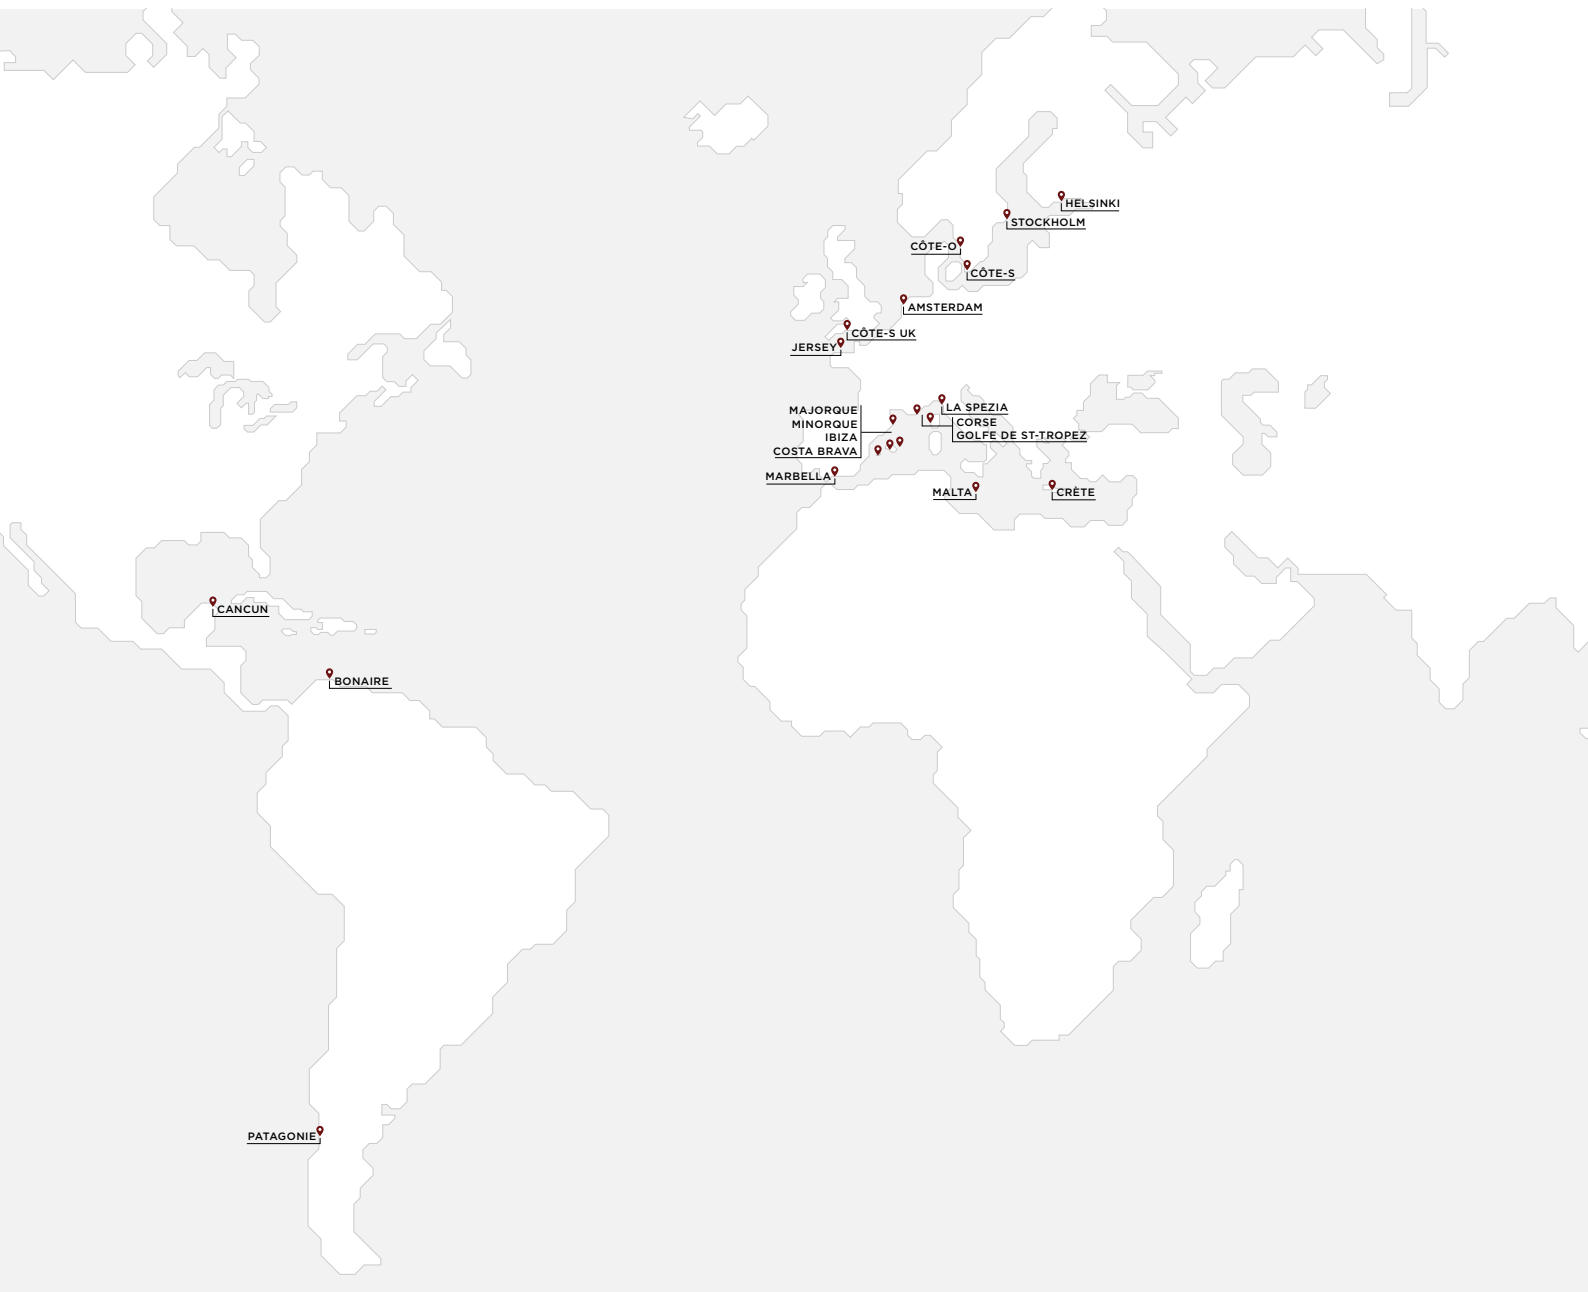 HELSINKI
STOCKHOLM
CÔTE-O
CÔTE-S
AMSTERDAM
CÔTE-S UK
JERSEY
LA SPEZIA
MAJORQUE
CORSE
MINORQUE
GOLFE DE ST-TROPEZ
IBIZA
COSTA BRAVA
MARBELLA
MALTA
CRÈTE
CANCUN
BONAIRE
PATAGONIE